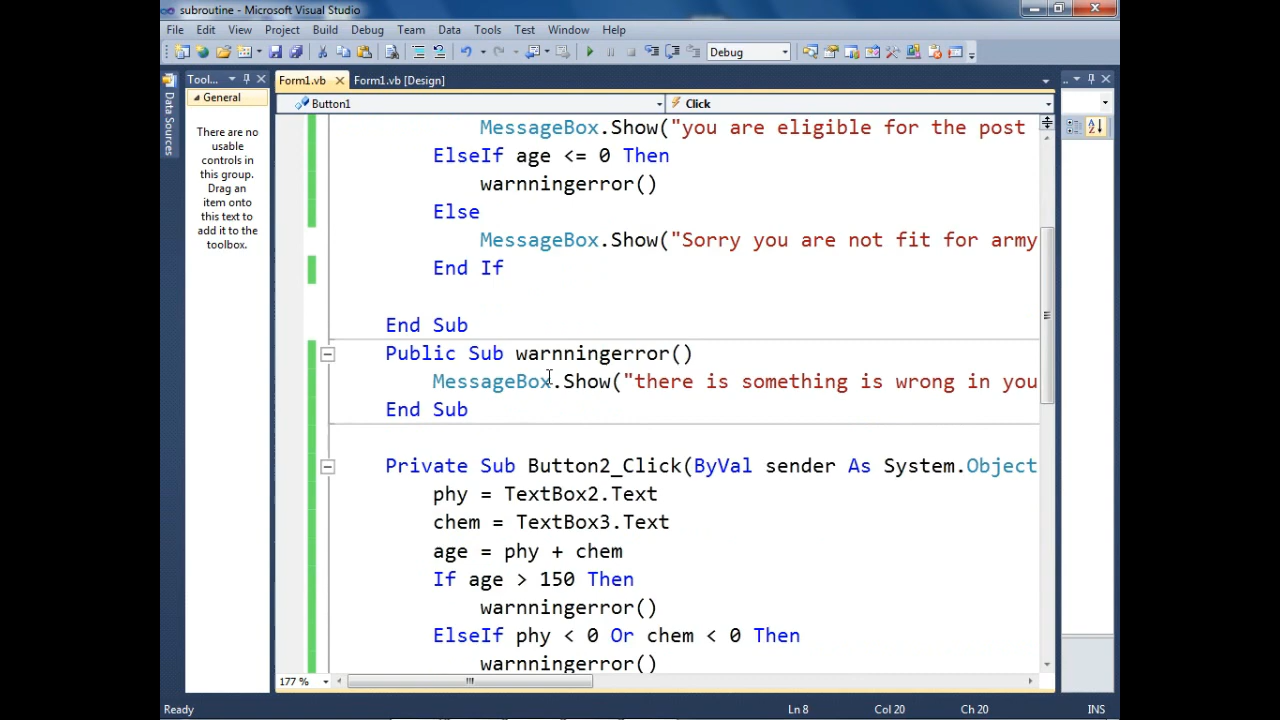 subroutine - Microsoft Visual Studio
File Edit View Project Build Debug Team Data Tools Test Window Help
Debug
Tool...
Form1.vb
Form1.vb [Design]
Data Sources
General
Button1
Click
There are no
usable
controls in
this group.
Drag an
item onto
this text to
add it to the
toolbox.
MessageBox.Show("you are eligible for the post
ElseIf age <= 0 Then
warnningerror()
Else
MessageBox.Show("Sorry you are not fit for army
End If
End Sub
Public Sub warnningerror()
MessageBox.Show("there is something is wrong in you
End Sub
Private Sub Button2_Click(ByVal sender As System.Object
phy = TextBox2.Text
chem = TextBox3.Text
age = phy + chem
If age > 150 Then
warnningerror()
ElseIf phy < 0 Or chem < 0 Then
warnningerror()
177 %
Ready Ln 8 Col 20 Ch 20 INS